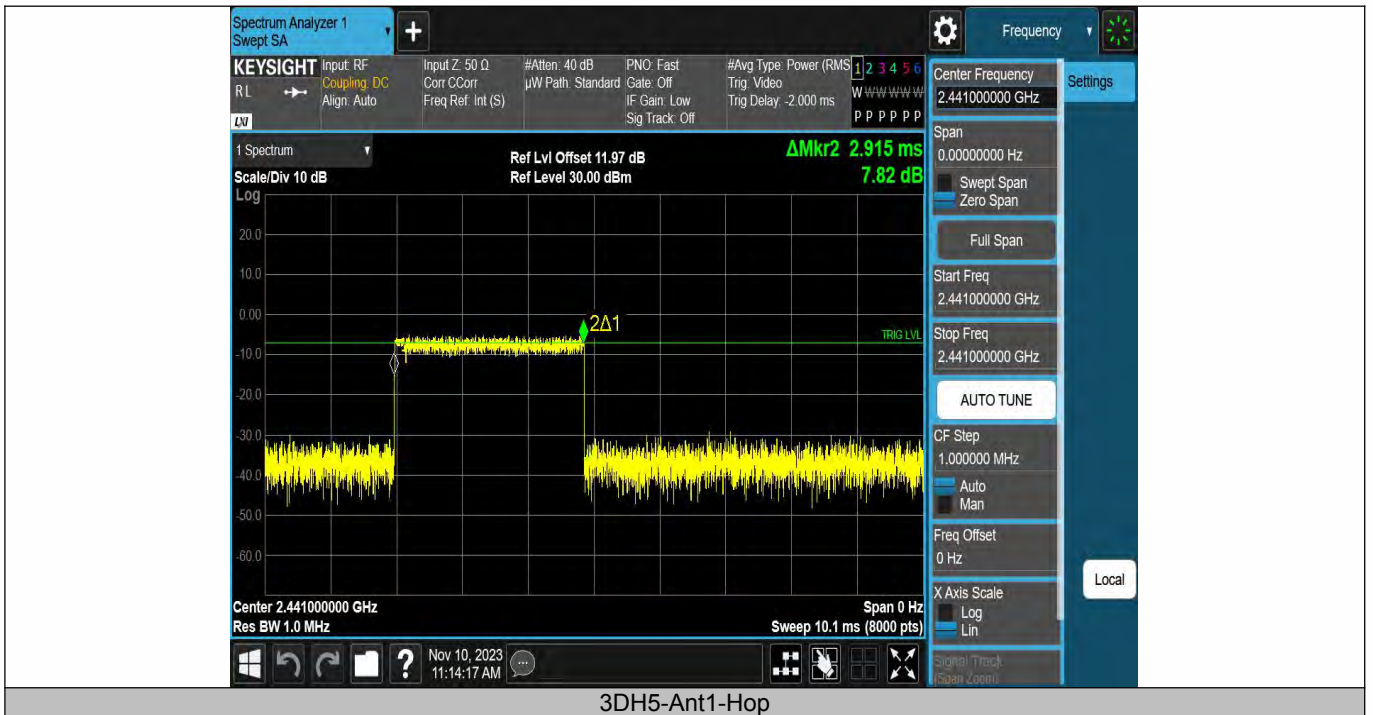 Spectrum Analyzer 1
Swept SA
+
Frequency
KEYSIGHT
RL
LXI
Input: RF
Coupling: DC
Align: Auto
Input Z: 50 Ω
Corr CCorr
Freq Ref: Int (S)
#Atten: 40 dB
µW Path: Standard
PNO: Fast
Gate: Off
IF Gain: Low
Sig Track: Off
#Avg Type: Power (RMS
Trig: Video
Trig Delay: -2.000 ms
1 2 3 4 5 6
W W W W W W
P P P P P P
1 Spectrum
Scale/Div 10 dB
Log
Ref Lvl Offset 11.97 dB
Ref Level 30.00 dBm
ΔMkr2 2.915 ms
7.82 dB
20.0
10.0
0.00
-10.0
-20.0
-30.0
-40.0
-50.0
-60.0
2Δ1
TRIG LVL
Center 2.441000000 GHz
Res BW 1.0 MHz
Span 0 Hz
Sweep 10.1 ms (8000 pts)
Center Frequency
2.441000000 GHz
Settings
Span
0.00000000 Hz
Swept Span
Zero Span
Full Span
Start Freq
2.441000000 GHz
Stop Freq
2.441000000 GHz
AUTO TUNE
CF Step
1.000000 MHz
Auto
Man
Freq Offset
0 Hz
X Axis Scale
Log
Lin
Signal Track
(Span Zoom)
Local
?
Nov 10, 2023
11:14:17 AM
3DH5-Ant1-Hop